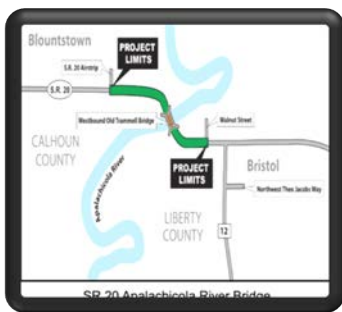 Blountstown
PROJECT
LIMITS
S.R. 20 Airstrip
S.R. 20
Westbound Old Trammell Bridge
Walnut Street
CALHOUN
COUNTY
PROJECT
LIMITS
Bristol
Apalachicola River
Northwest Theo Jacobs Way
LIBERTY
COUNTY
12
SR 20 Apalachicola River Bridge